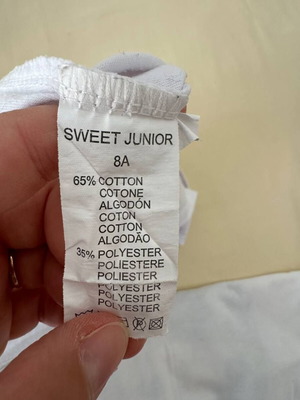 SWEET JUNIOR
8A
65% COTTON
COTONE
ALGODÓN
COTON
COTTON
ALGODÃO
35% POLYESTER
POLIESTERE
POLIESTER
POLYESTER
POLYESTER
POLYESTER